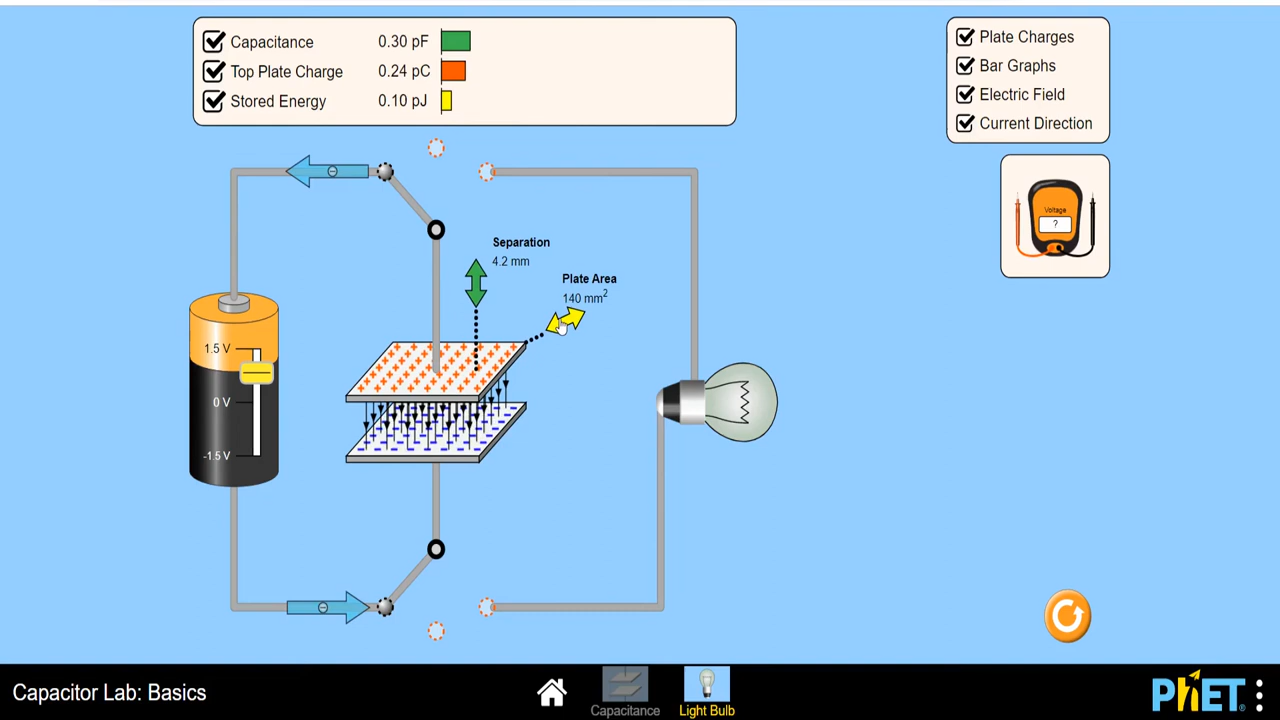 Capacitance 0.30 pF
Top Plate Charge 0.24 pC
Stored Energy 0.10 pJ
Plate Charges
Bar Graphs
Electric Field
Current Direction
Voltage
?
Separation
4.2 mm
Plate Area
140 mm²
1.5 V
0 V
-1.5 V
Capacitor Lab: Basics
Capacitance
Light Bulb
PhET